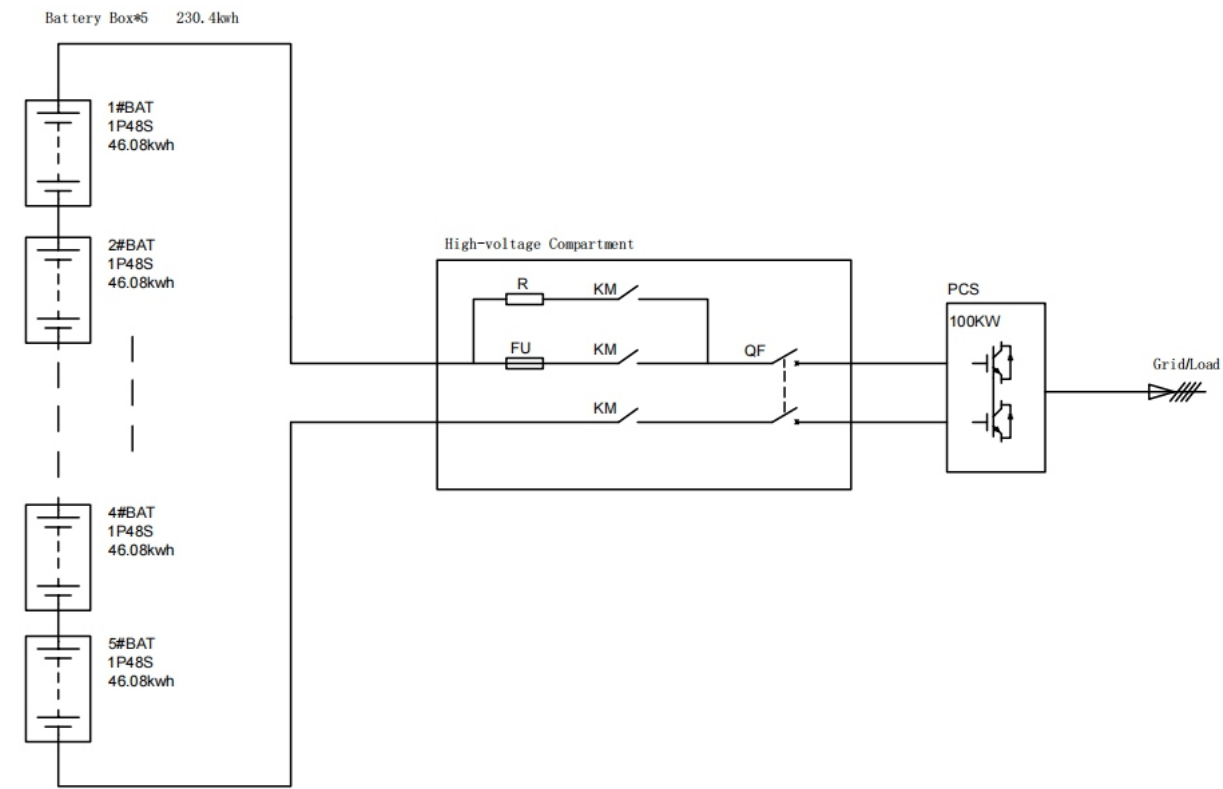 Battery Box*5 230.4kwh
1#BAT
1P48S
46.08kwh
2#BAT
1P48S
46.08kwh
4#BAT
1P48S
46.08kwh
5#BAT
1P48S
46.08kwh
High-voltage Compartment
R
KM
FU
KM
QF
KM
PCS
100KW
Grid/Load